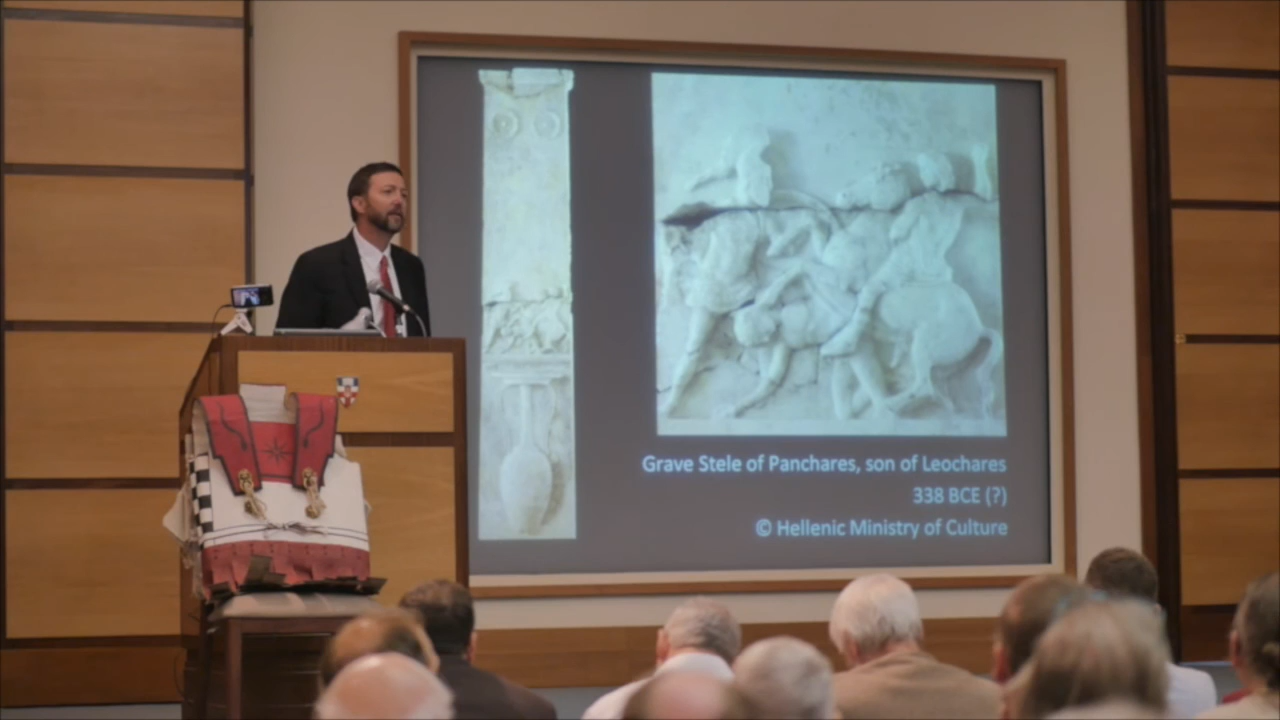 Grave Stele of Panchares, son of Leochares
338 BCE (?)
© Hellenic Ministry of Culture